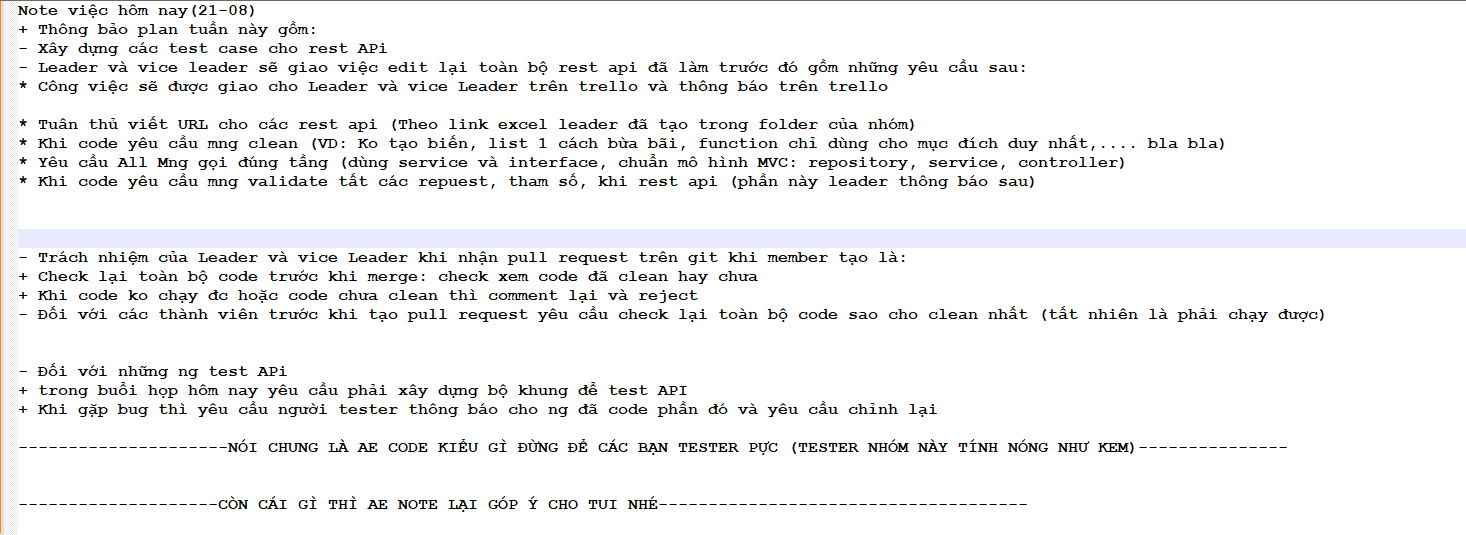 Note việc hôm nay(21-08)
+ Thông bảo plan tuần này gồm:
- Xây dựng các test case cho rest APi
- Leader và vice leader sẽ giao việc edit lại toàn bộ rest api đã làm trước đó gồm những yêu cầu sau:
* Công việc sẽ được giao cho Leader và vice Leader trên trello và thông báo trên trello
* Tuân thủ viết URL cho các rest api (Theo link excel leader đã tạo trong folder của nhóm)
* Khi code yêu cầu mng clean (VD: Ko tạo biến, list 1 cách bừa bãi, function chỉ dùng cho mục đích duy nhất,.... bla bla)
* Yêu cầu All Mng gọi đúng tầng (dùng service và interface, chuẩn mô hình MVC: repository, service, controller)
* Khi code yêu cầu mng validate tất các repuest, tham số, khi rest api (phần này leader thông báo sau)
- Trách nhiệm của Leader và vice Leader khi nhận pull request trên git khi member tạo là:
+ Check lại toàn bộ code trước khi merge: check xem code đã clean hay chưa
+ Khi code ko chạy đc hoặc code chưa clean thì comment lại và reject
- Đối với các thành viên trước khi tạo pull request yêu cầu check lại toàn bộ code sao cho clean nhất (tất nhiên là phải chạy được)
- Đối với những ng test APi
+ trong buổi họp hôm nay yêu cầu phải xây dựng bộ khung để test API
+ Khi gặp bug thì yêu cầu người tester thông báo cho ng đã code phần đó và yêu cầu chỉnh lại
---------------------NÓI CHUNG LÀ AE CODE KIỂU GÌ ĐỪNG ĐỂ CÁC BẠN TESTER PỰC (TESTER NHÓM NÀY TÍNH NÓNG NHƯ KEM)---------------
--------------------CÒN CÁI GÌ THÌ AE NOTE LẠI GÓP Ý CHO TUI NHÉ-------------------------------------